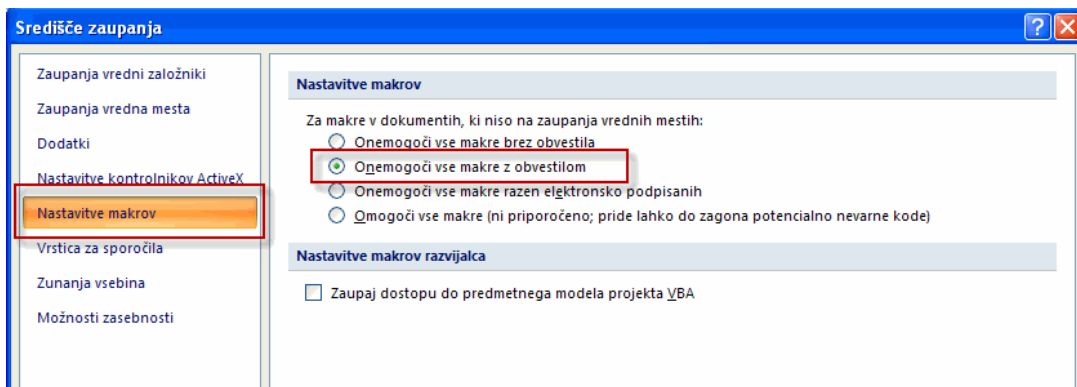 Središče zaupanja
Zaupanja vredni založniki
Zaupanja vredna mesta
Dodatki
Nastavitve kontrolnikov ActiveX
Nastavitve makrov
Vrstica za sporočila
Zunanja vsebina
Možnosti zasebnosti
Nastavitve makrov
Za makre v dokumentih, ki niso na zaupanja vrednih mestih:
Onemogoči vse makre brez obvestila
Onemogoči vse makre z obvestilom
Onemogoči vse makre razen elektronsko podpisanih
Omogoči vse makre (ni priporočeno; pride lahko do zagona potencialno nevarne kode)
Nastavitve makrov razvijalca
Zaupaj dostopu do predmetnega modela projekta VBA